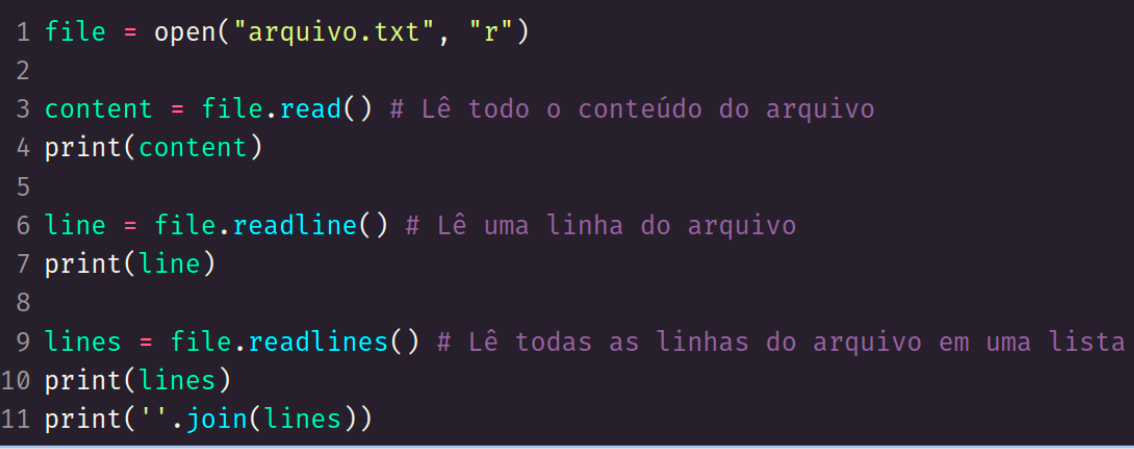 1 file = open("arquivo.txt", "r")
2
3 content = file.read() # Lê todo o conteúdo do arquivo
4 print(content)
5
6 line = file.readline() # Lê uma linha do arquivo
7 print(line)
8
9 lines = file.readlines() # Lê todas as linhas do arquivo em uma lista
10 print(lines)
11 print(''.join(lines))